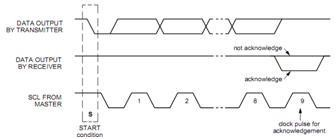 DATA OUTPUT
BY TRANSMITTER
not acknowledge
DATA OUTPUT
BY RECEIVER
acknowledge
SCL FROM
MASTER
1
2
8
9
S
START
condition
clock pulse for
acknowledgement